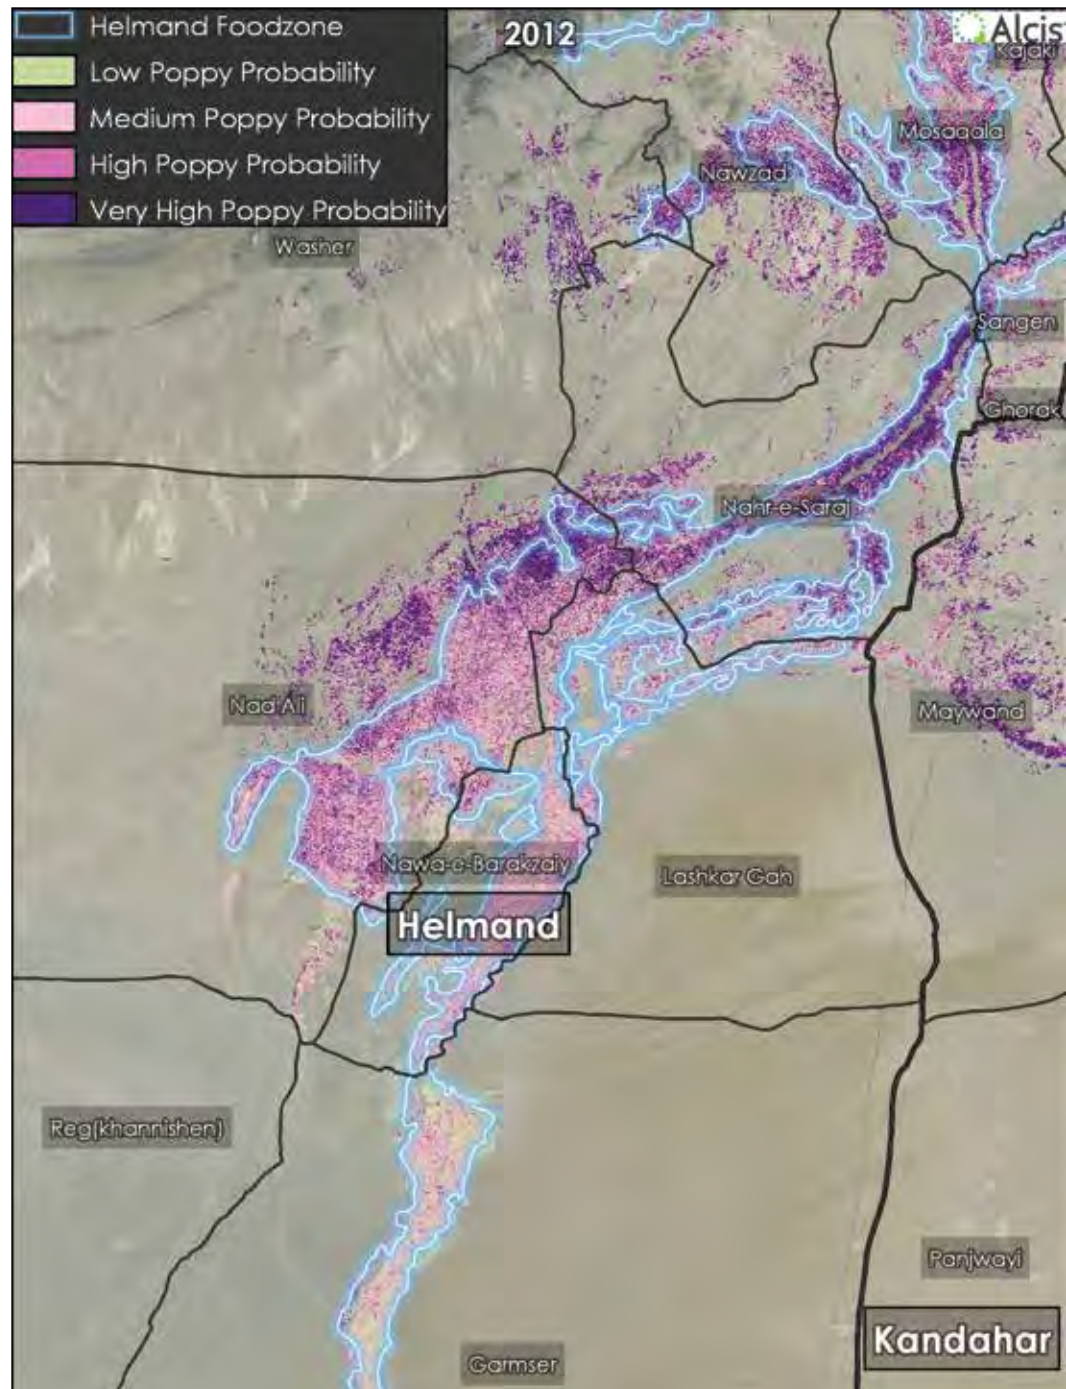 Helmand Foodzone
Low Poppy Probability
Medium Poppy Probability
High Poppy Probability
Very High Poppy Probability
2012
Alcis
Kajaki
Mosaqala
Nawzad
Washer
Sangen
Ghorak
Nahr-e-Saraj
Nad Ali
Maywand
Nawa-e-Barakzaiy
Lashkar Gah
Helmand
Reg(khannishen)
Panjwayi
Kandahar
Garmser